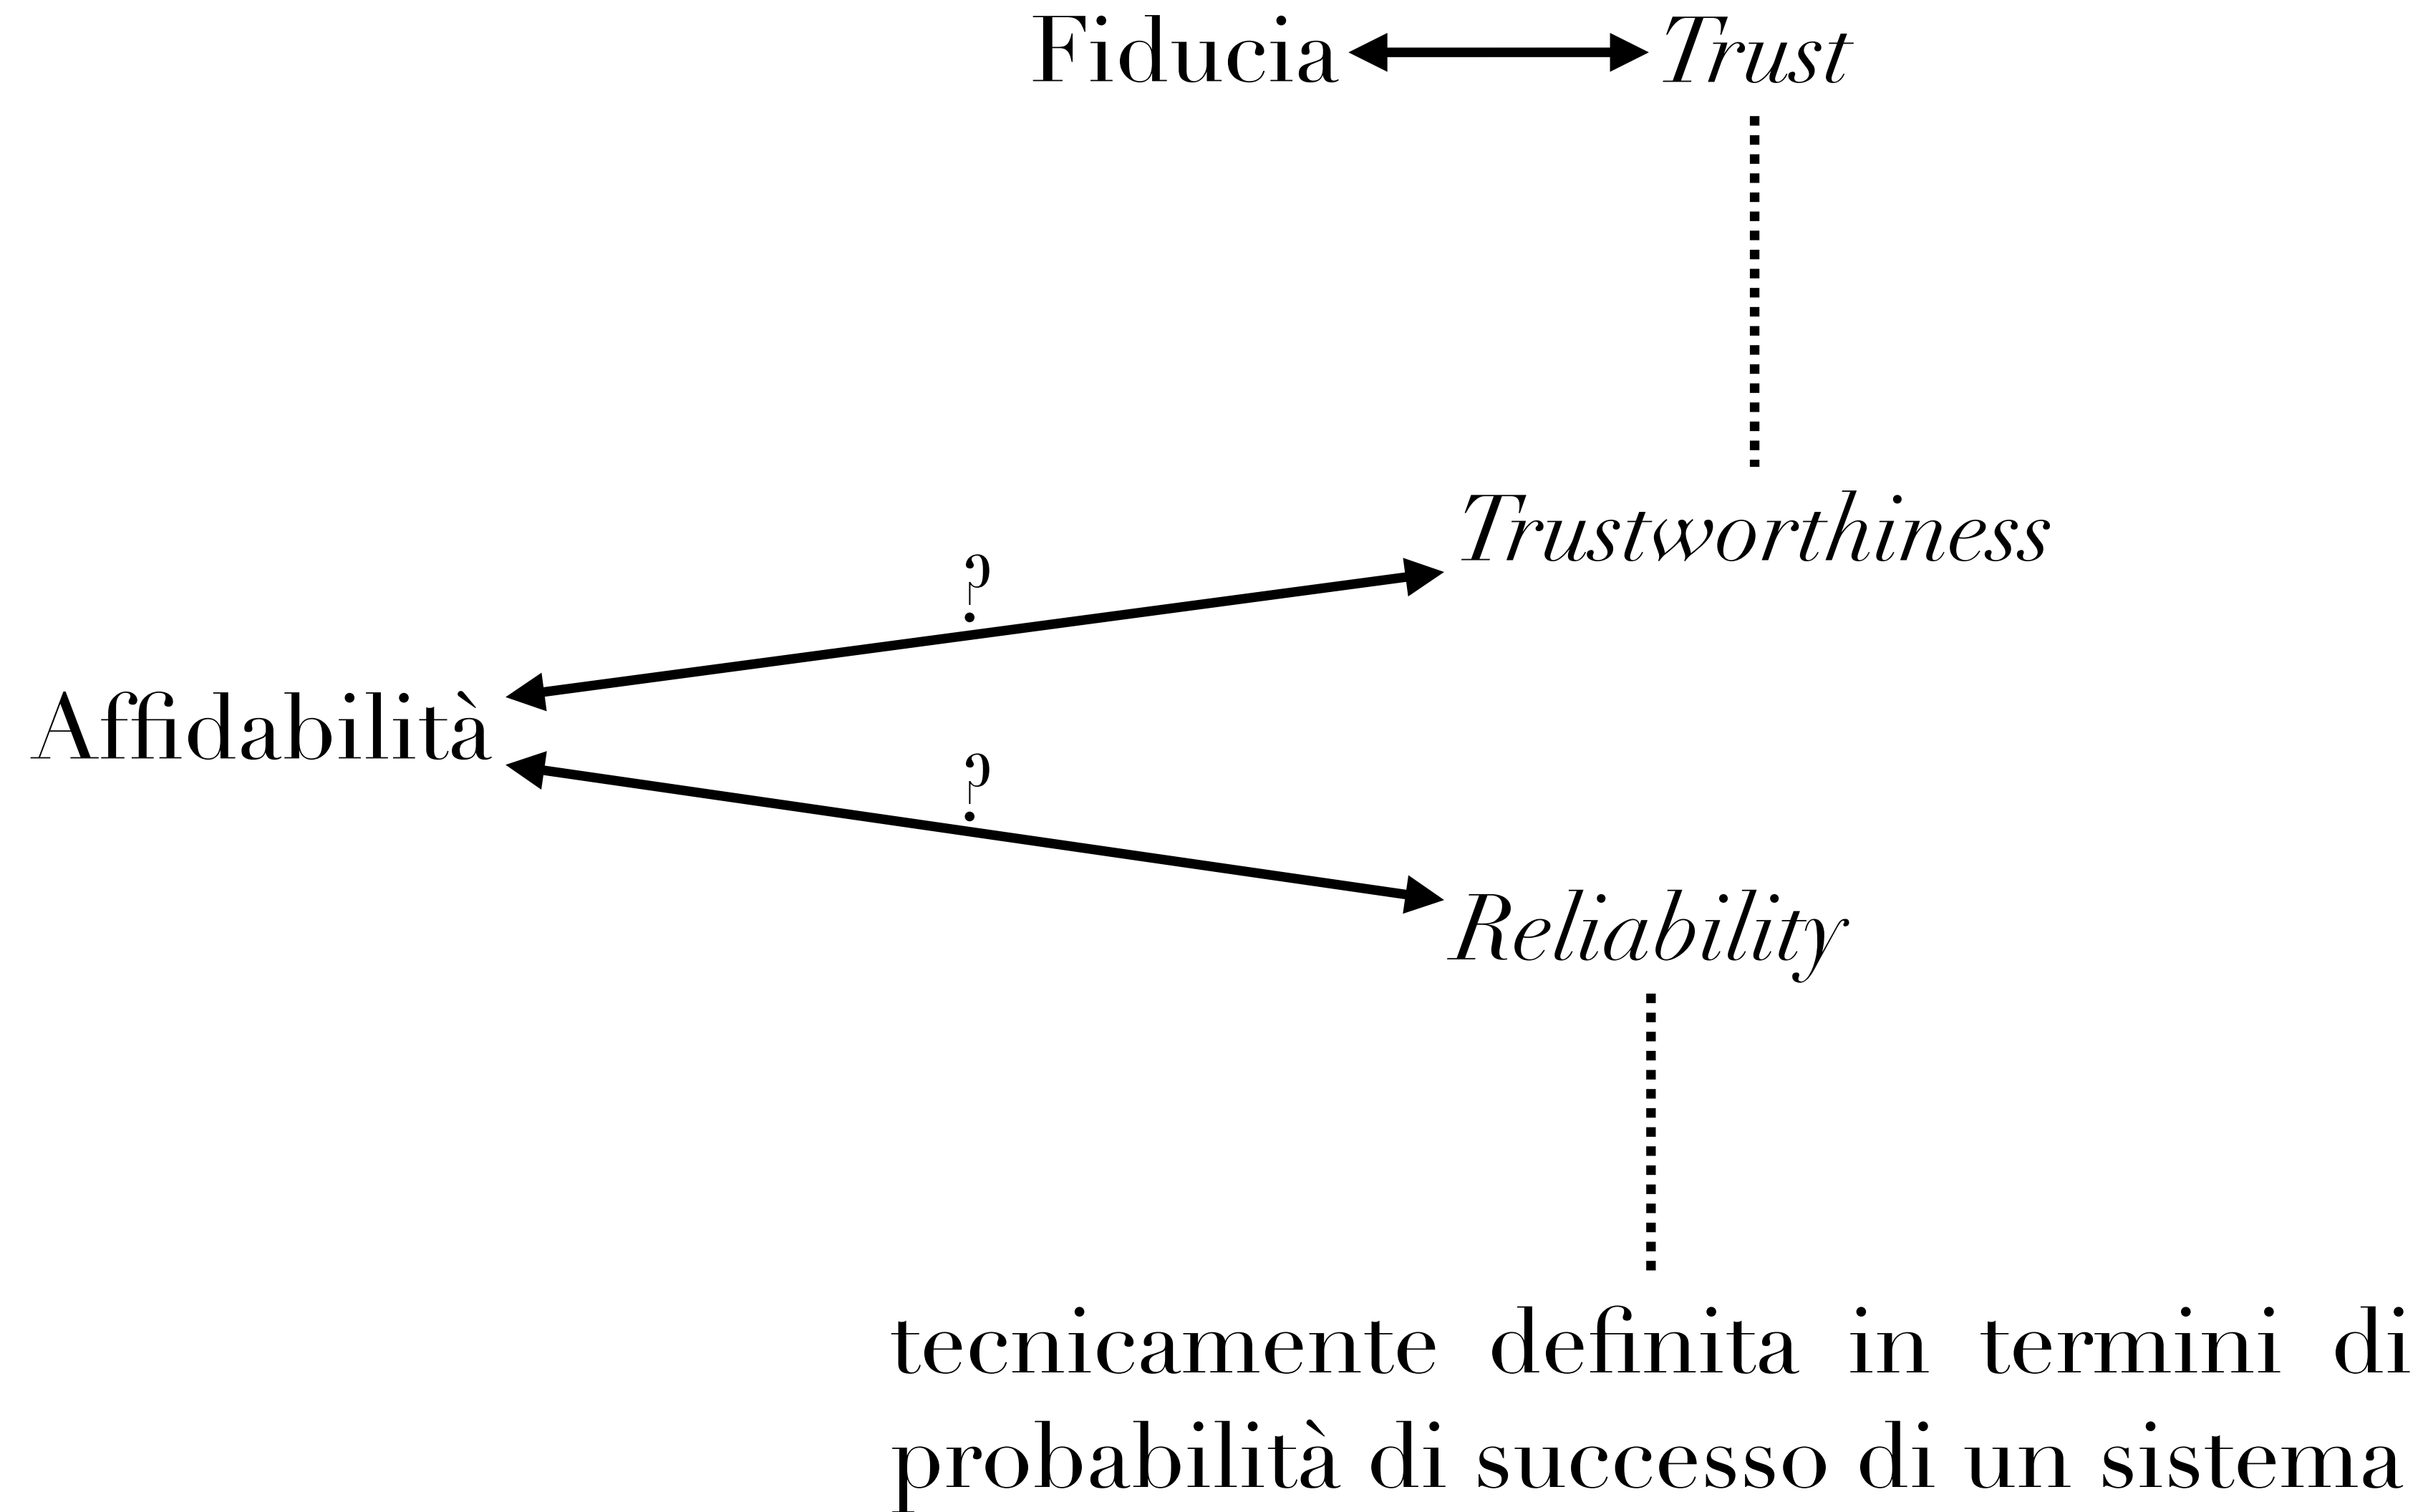 Fiducia Trust
Trustworthiness
?
Affidabilità
?
Reliability
tecnicamente definita in termini di
probabilità di successo di un sistema